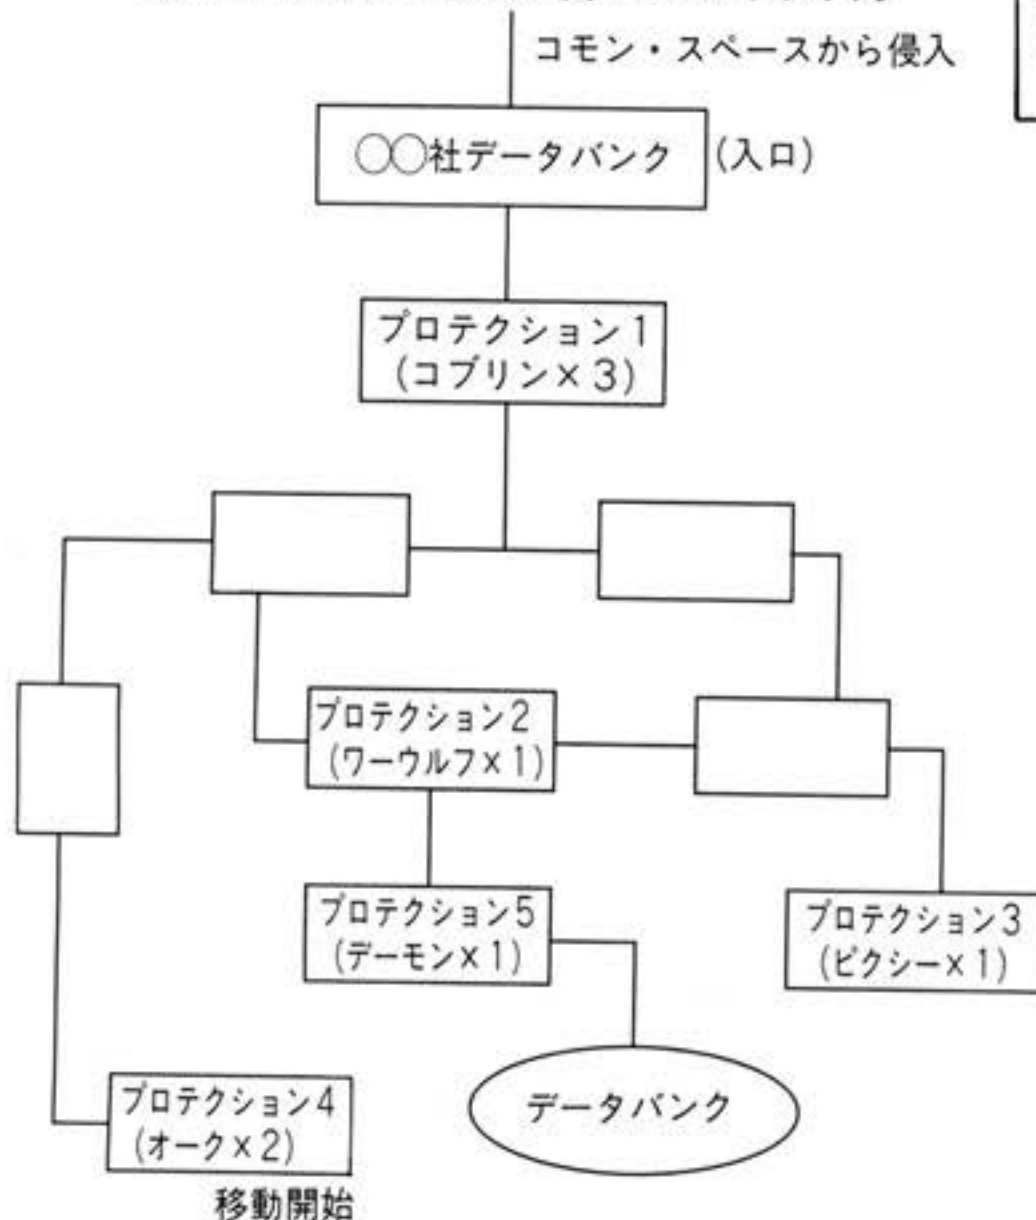 コモン・スペースから侵入
○○社データバンク (入口)
プロテクション1
(コブリン×3)
プロテクション2
(ワーウルフ×1)
プロテクション5
(デーモン×1)
プロテクション3
(ピクシー×1)
プロテクション4
(オーク×2)
データバンク
移動開始